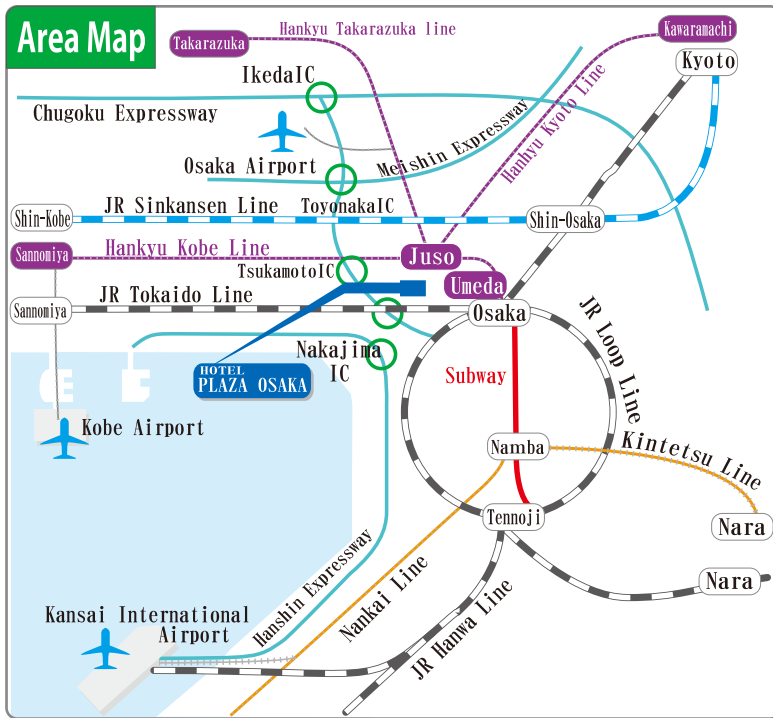 Area Map
Hankyu Takarazuka line
Takarazuka
Kawaramachi
Kyoto
IkedaIC
Chugoku Expressway
Hanhyu Kyoto Line
Meishin Expressway
Osaka Airport
ToyonakaIC
Shin-Kobe
JR Sinkansen Line
Shin-Osaka
Sannomiya
Hankyu Kobe Line
Juso
TsukamotoIC
Umeda
Sannomiya
JR Tokaido Line
Osaka
JR Loop Line
Nakajima
IC
HOTEL
PLAZA OSAKA
Subway
Kobe Airport
Namba
Kintetsu Line
Tennoji
Nara
Nara
Hanshin Expressway
Nankai Line
JR Hanwa Line
Kansai International
Airport